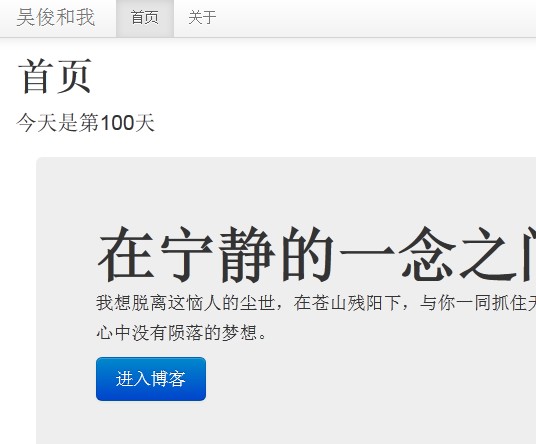 吴俊和我 首页 关于
首页
今天是第100天
在宁静的一念之
我想脱离这恼人的尘世，在苍山残阳下，与你一同抓住
心中没有陨落的梦想。
进入博客